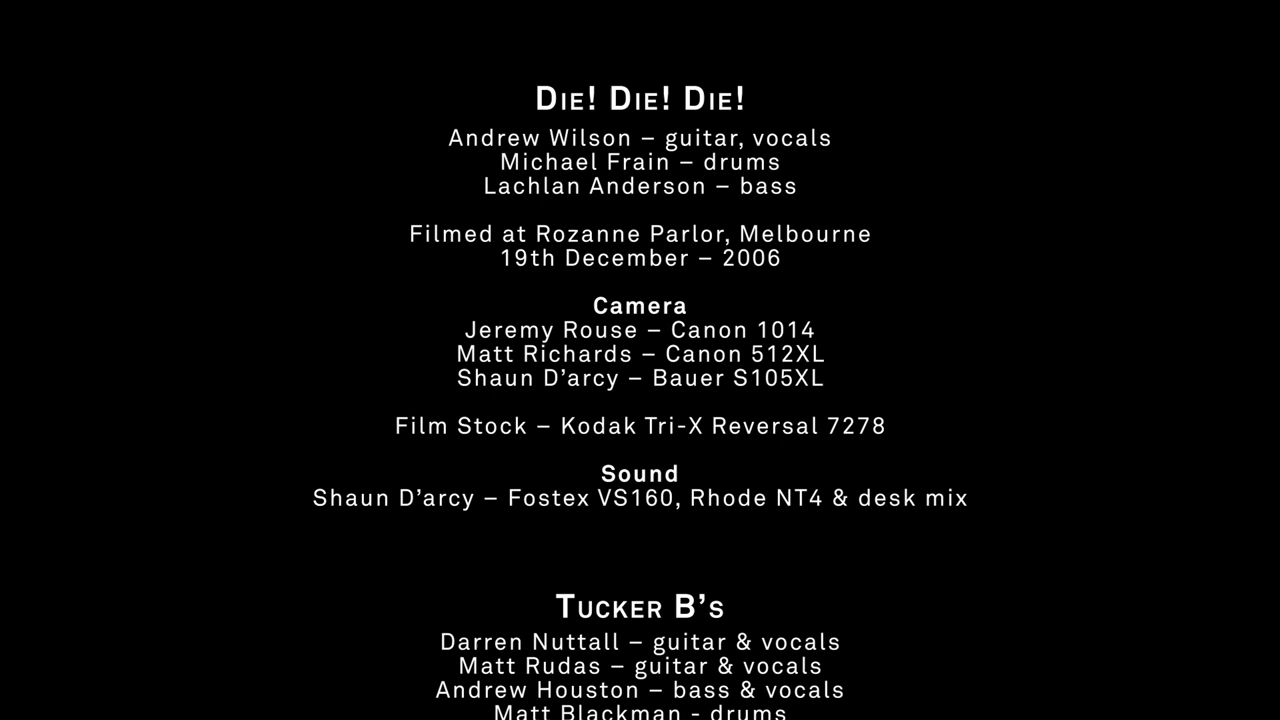 Die! Die! Die!
Andrew Wilson – guitar, vocals
Michael Frain – drums
Lachlan Anderson – bass
Filmed at Rozanne Parlor, Melbourne
19th December – 2006
Camera
Jeremy Rouse – Canon 1014
Matt Richards – Canon 512XL
Shaun D’arcy – Bauer S105XL
Film Stock – Kodak Tri-X Reversal 7278
Sound
Shaun D’arcy – Fostex VS160, Rhode NT4 & desk mix
Tucker B’s
Darren Nuttall – guitar & vocals
Matt Rudas – guitar & vocals
Andrew Houston – bass & vocals
Matt Blackman - drums